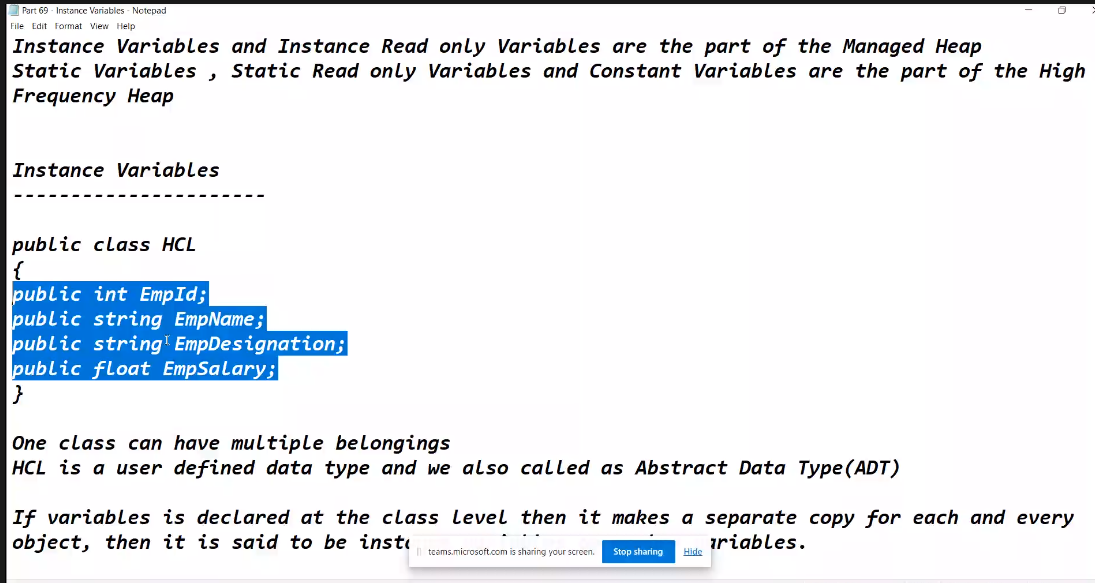 Part 69 - Instance Variables - Notepad
File Edit Format View Help
Instance Variables and Instance Read only Variables are the part of the Managed Heap
Static Variables , Static Read only Variables and Constant Variables are the part of the High
Frequency Heap
Instance Variables
----------------------
public class HCL
{
public int EmpId;
public string EmpName;
public string EmpDesignation;
public float EmpSalary;
}
One class can have multiple belongings
HCL is a user defined data type and we also called as Abstract Data Type(ADT)
If variables is declared at the class level then it makes a separate copy for each and every
object, then it is said to be variables.
teams.microsoft.com is sharing your screen. Stop sharing Hide